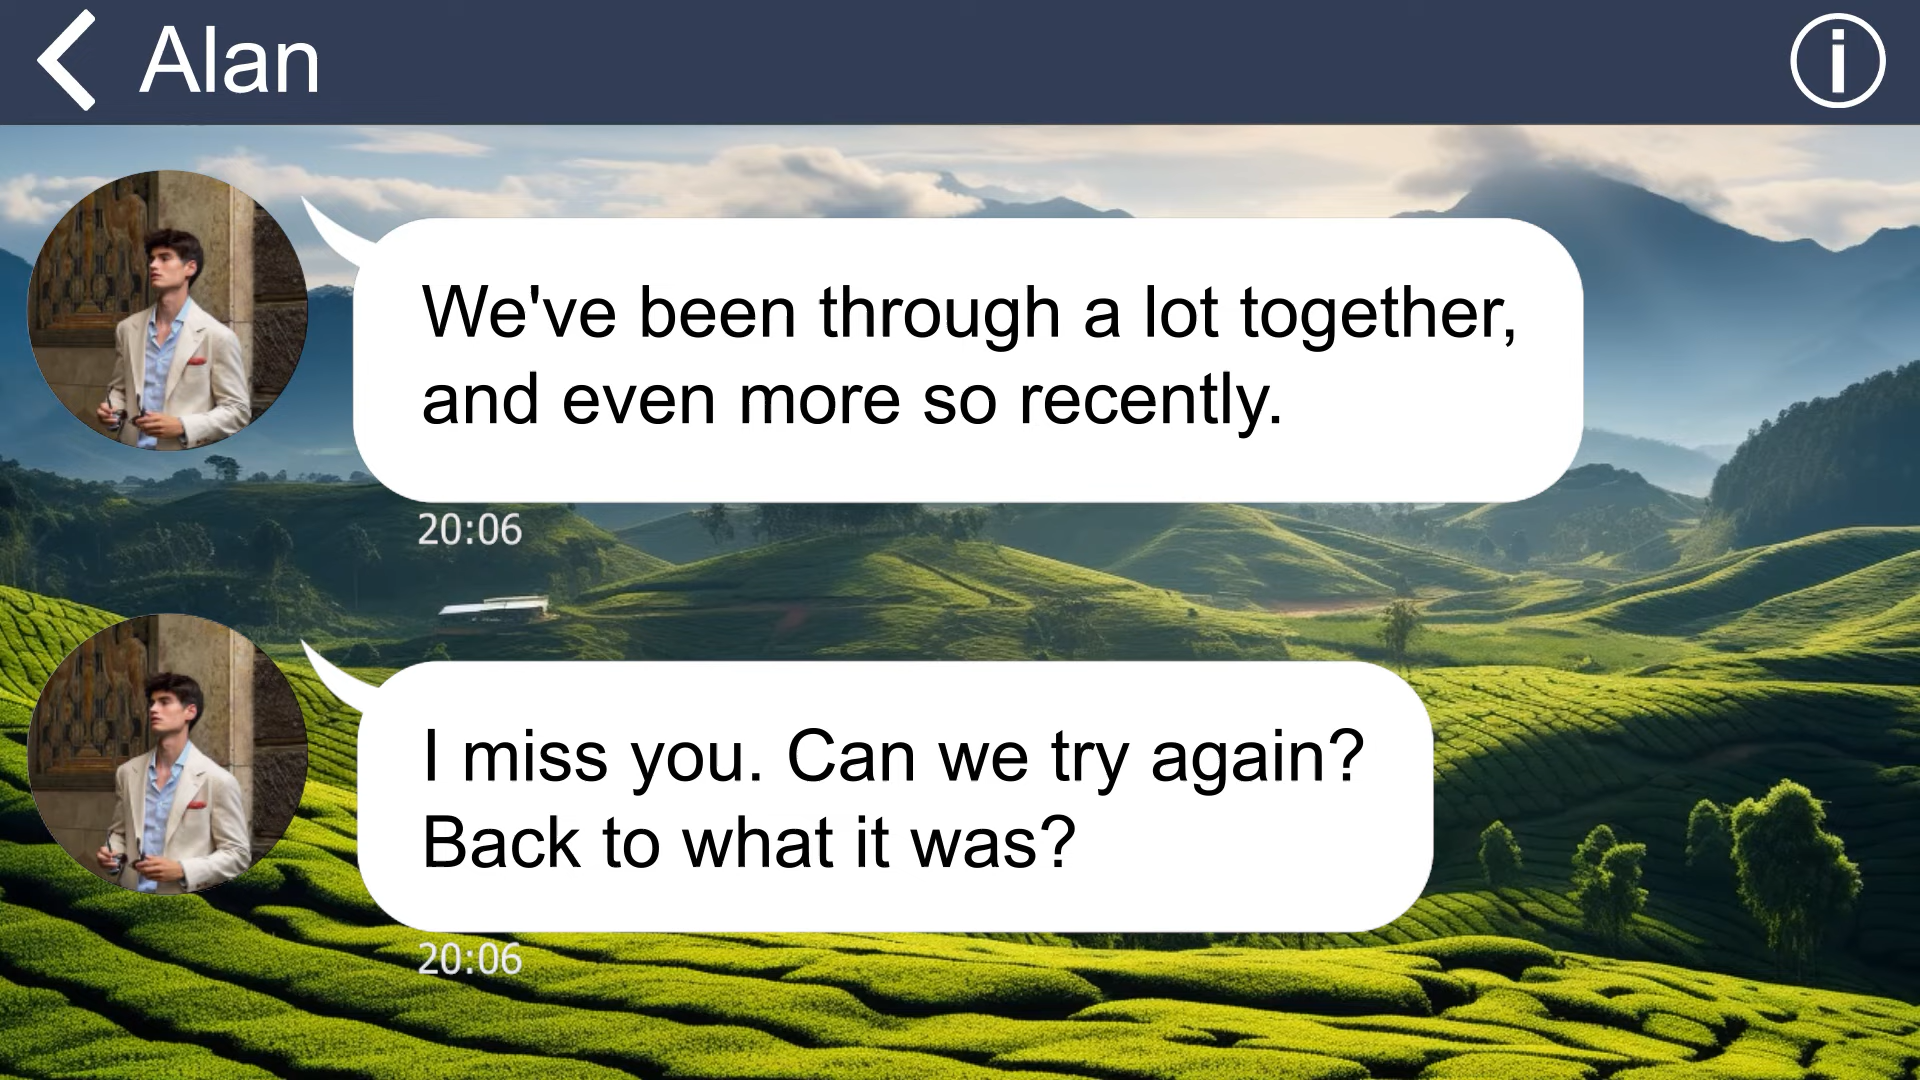 Alan
We've been through a lot together,
and even more so recently.
20:06
I miss you. Can we try again?
Back to what it was?
20:06